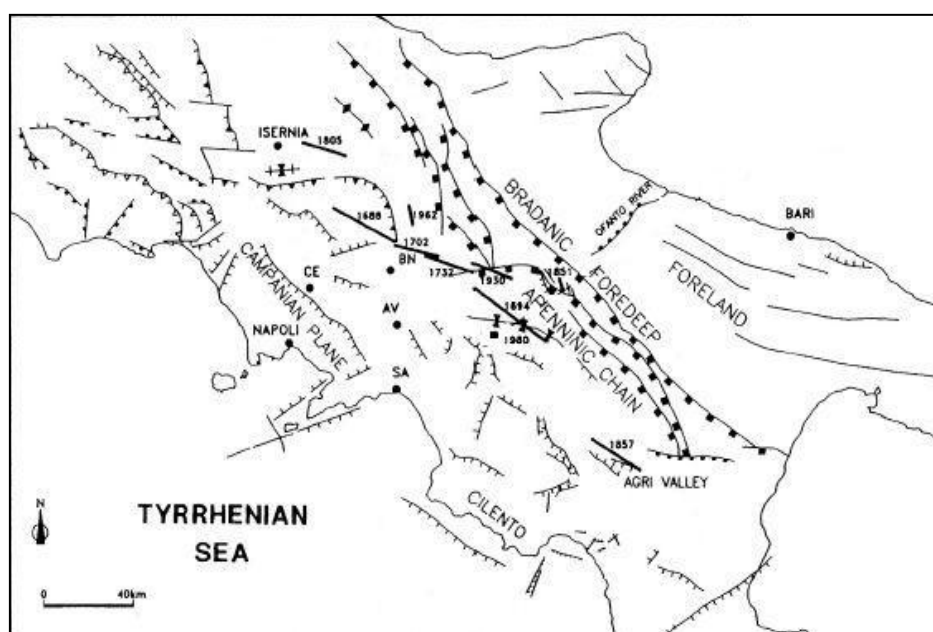 ISERNIA
1805
1688
1962
1702
BN
1732
1930
1851
CAMPANIAN PLANE
CE
AV
NAPOLI
SA
1694
1980
BRADANIC FOREDEEP
APENNINIC CHAIN
OFANTO RIVER
BARI
FORELAND
1857
AGRI VALLEY
CILENTO
TYRRHENIAN
SEA
N
0 40km